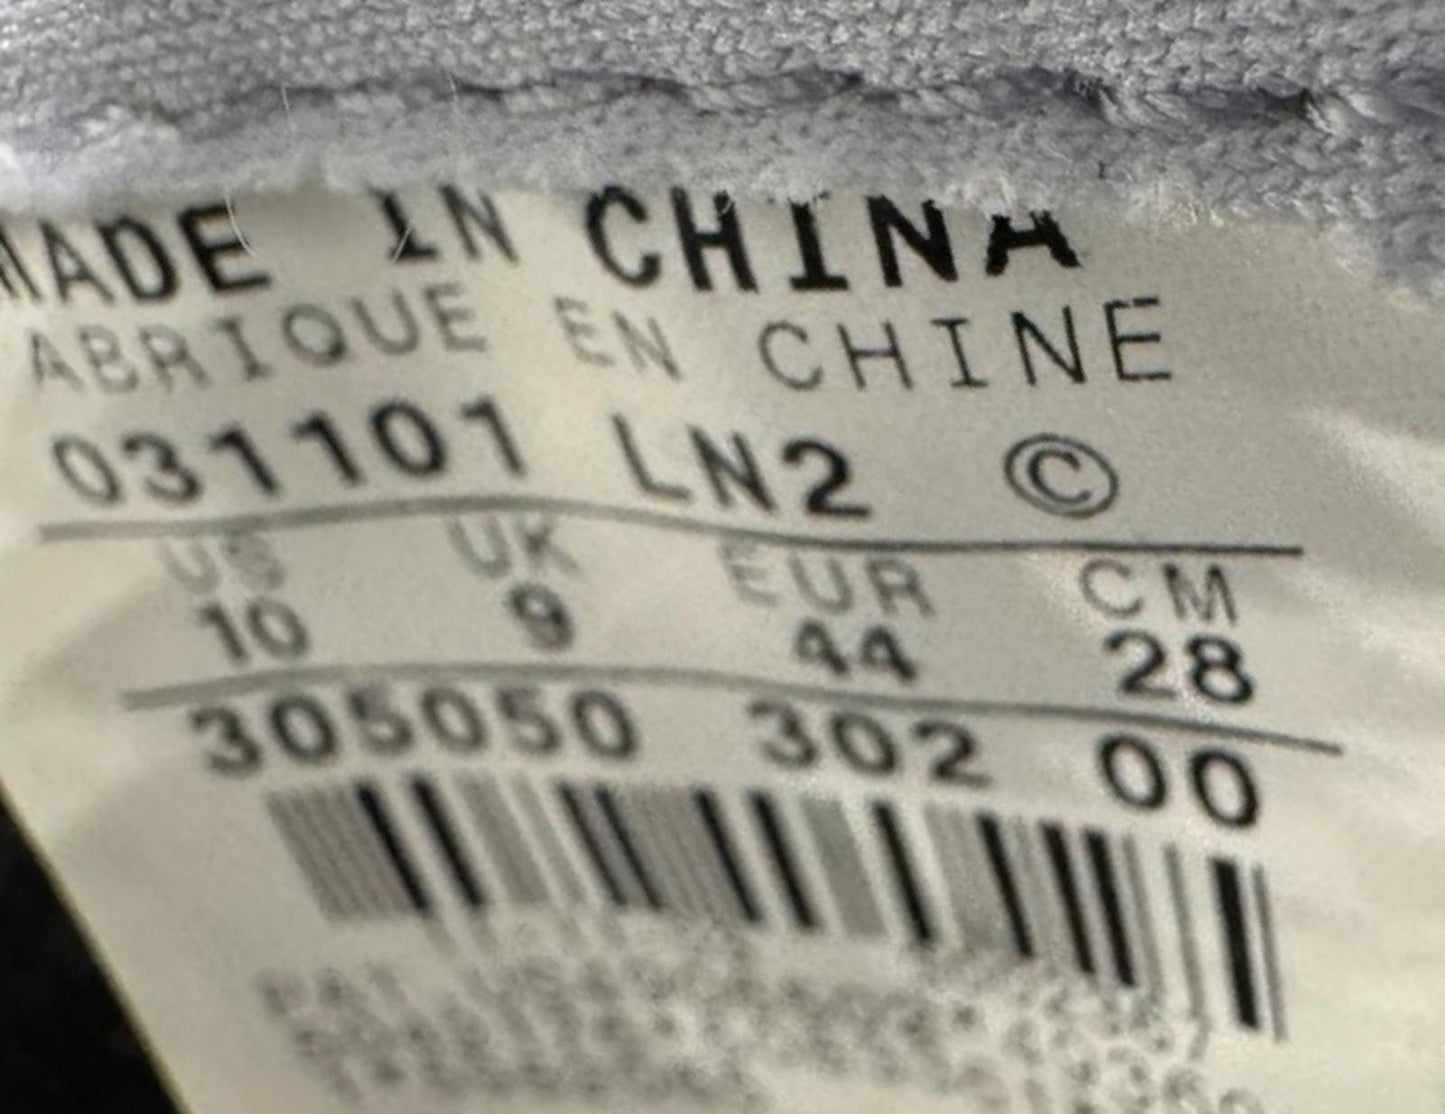 MADE IN CHINA
ABRIQUE EN CHINE
031101 LN2 ©
US UK EUR CM
10 9 44 28
305050 302 00